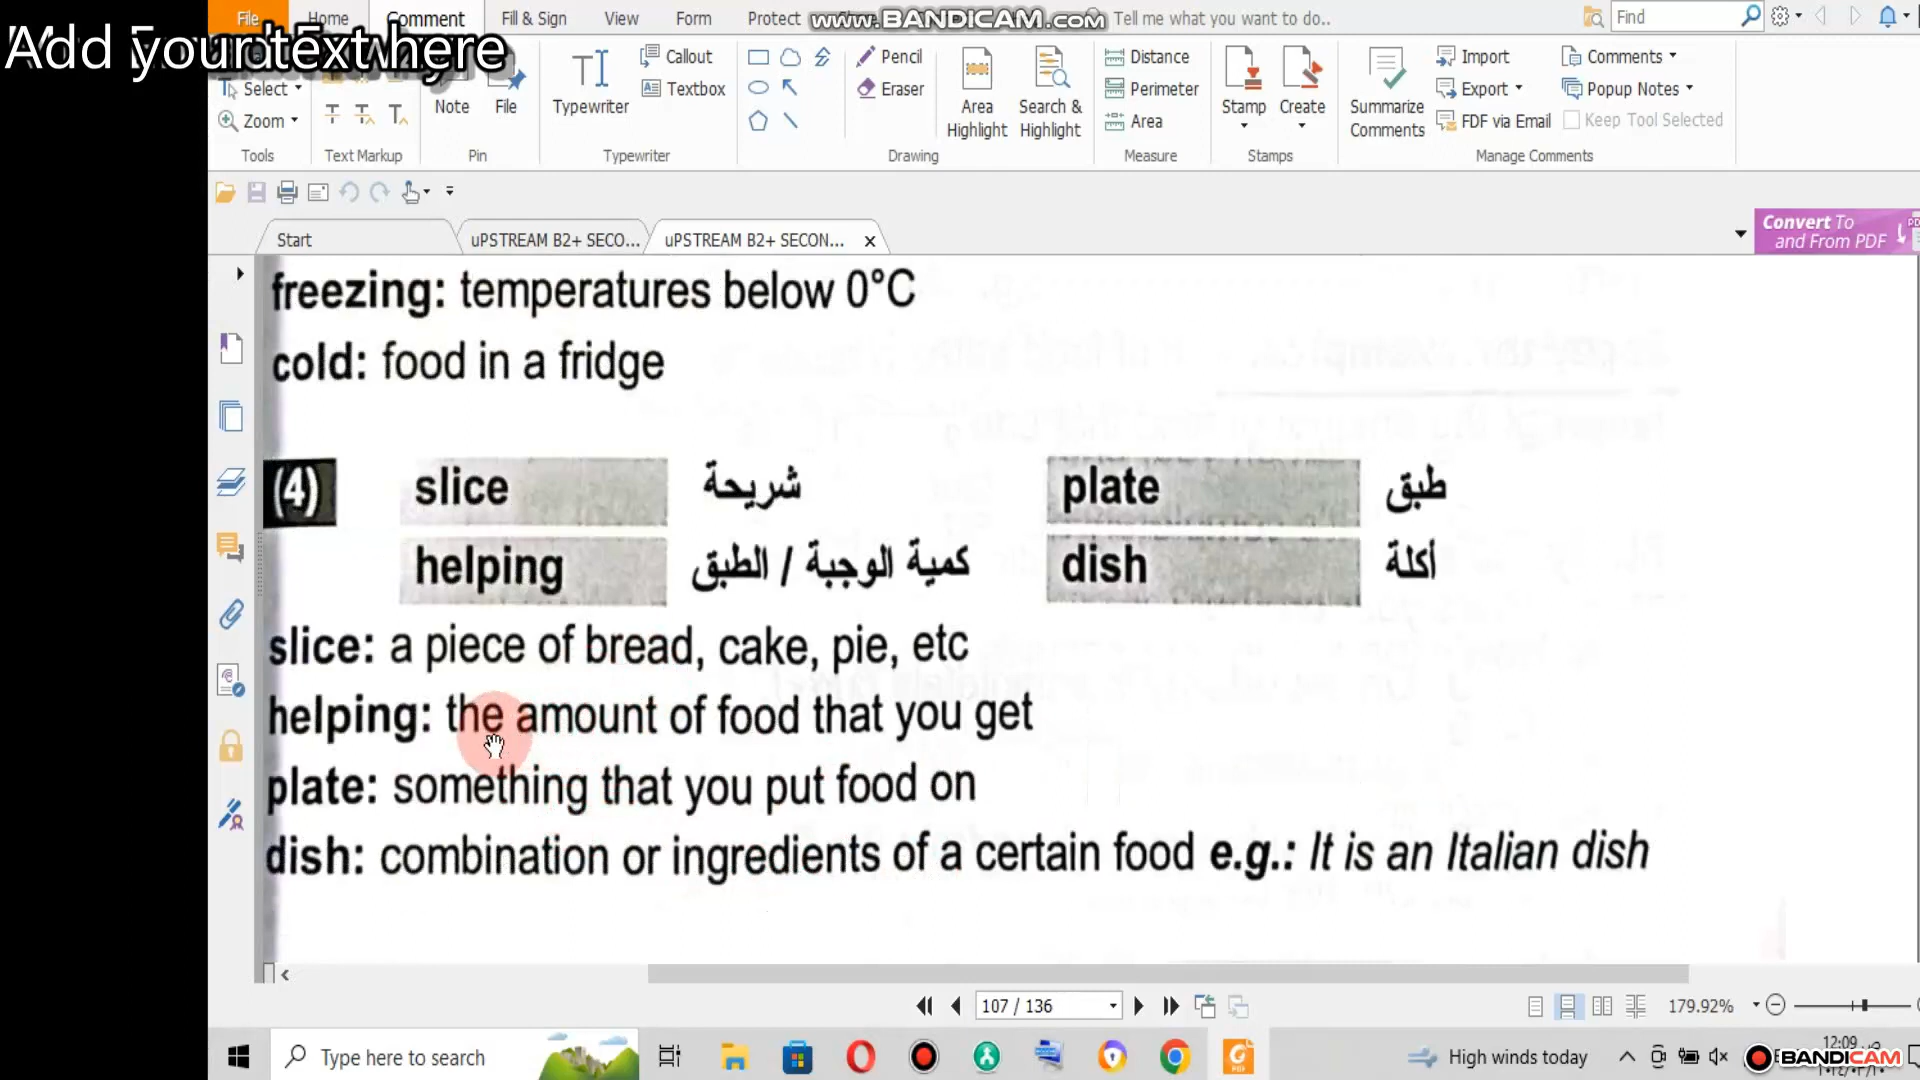 File Home Comment Fill & Sign View Form Protect www.BANDICAM.com Tell me what you want to do.. Find
Add your text here
Callout Pencil Distance Import Comments
Select Textbox Eraser Perimeter Export Popup Notes
Note File Typewriter Area Highlight Search & Highlight Stamp Create Summarize Comments
Zoom Area FDF via Email Keep Tool Selected
Tools Text Markup Pin Typewriter Drawing Measure Stamps Manage Comments
Start uPSTREAM B2+ SECO... uPSTREAM B2+ SECON... x
Convert To
and From PDF
freezing: temperatures below 0°C
cold: food in a fridge
(4) slice شريحة plate طبق
helping كمية الوجبة / الطبق dish أكلة
slice: a piece of bread, cake, pie, etc
helping: the amount of food that you get
plate: something that you put food on
dish: combination or ingredients of a certain food e.g.: It is an Italian dish
107 / 136 179.92%
Type here to search High winds today 12:09 BANDICAM